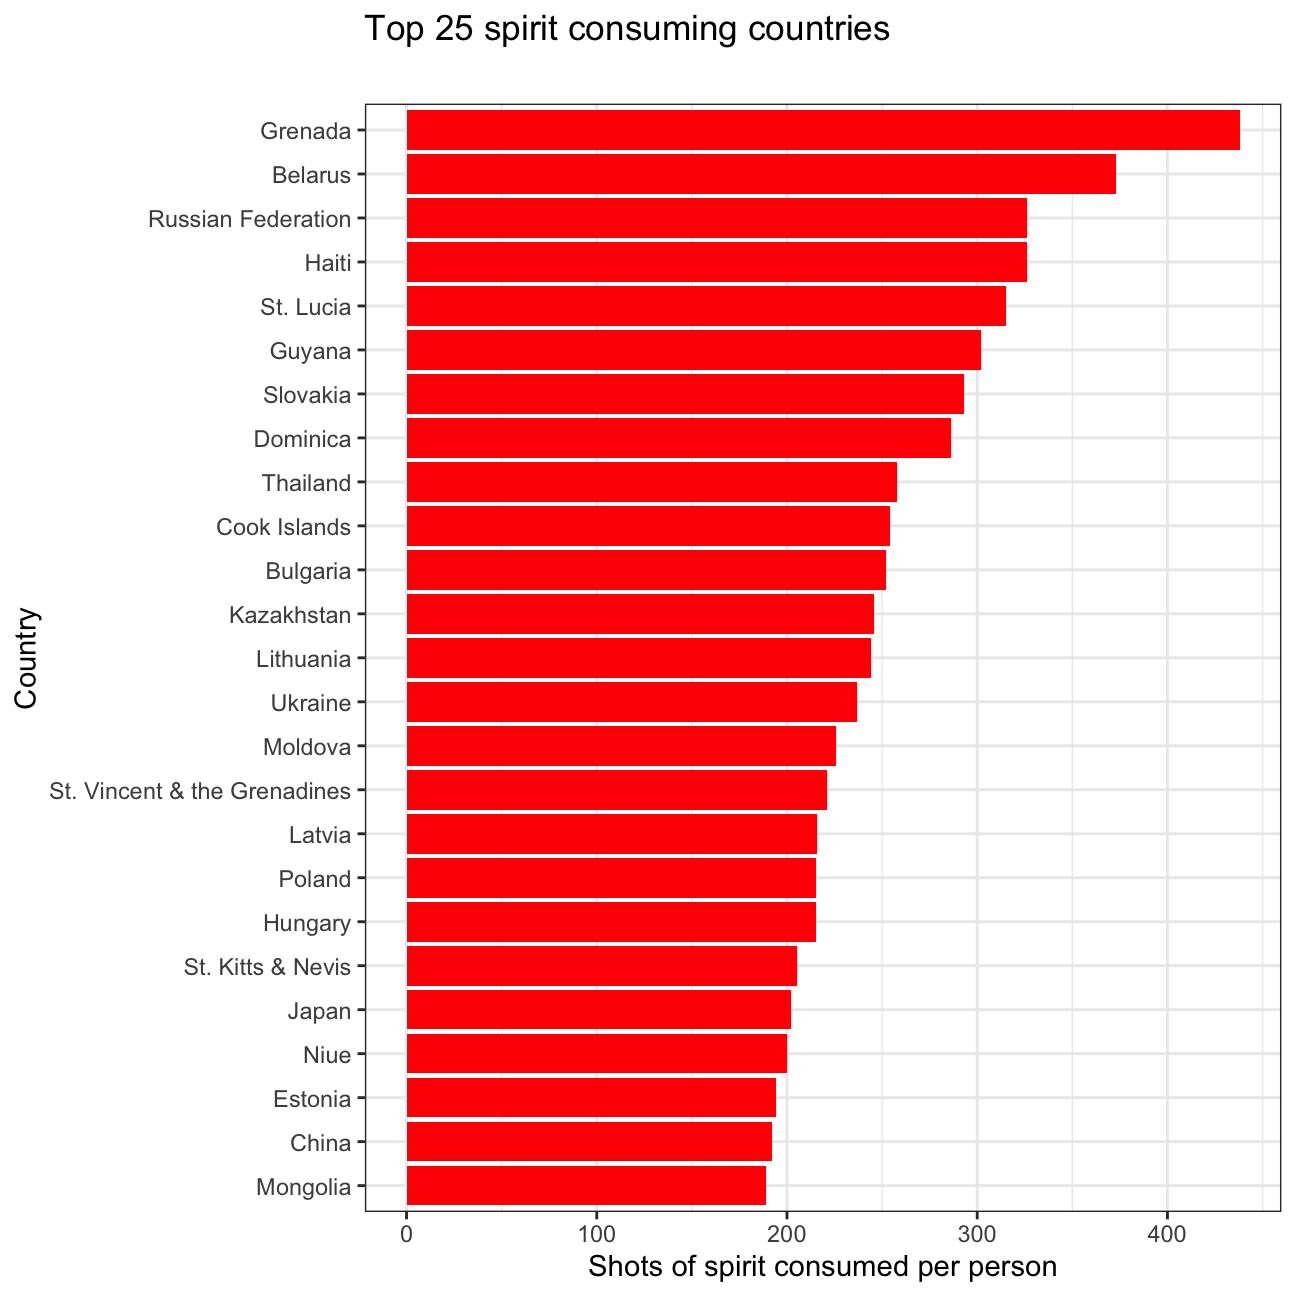 Top 25 spirit consuming countries
Grenada
Belarus
Russian Federation
Haiti
St. Lucia
Guyana
Slovakia
Dominica
Thailand
Cook Islands
Bulgaria
Kazakhstan
Lithuania
Ukraine
Moldova
St. Vincent & the Grenadines
Latvia
Poland
Hungary
St. Kitts & Nevis
Japan
Niue
Estonia
China
Mongolia
Country
0 100 200 300 400
Shots of spirit consumed per person